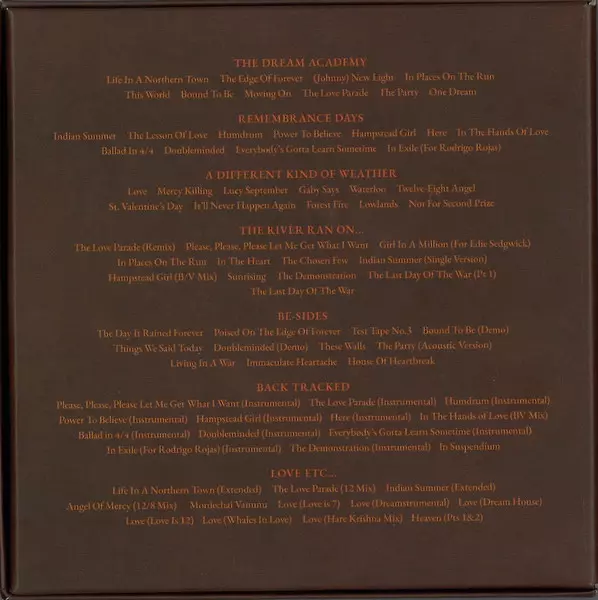 THE DREAM ACADEMY
Life In A Northern Town The Edge Of Forever (Johnny) New Light In Places On The Run
This World Bound To Be Moving On The Love Parade The Party One Dream
REMEMBRANCE DAYS
Indian Summer The Lesson Of Love Humdrum Power To Believe Hampstead Girl Here In The Hands Of Love
Ballad in 4/4 Doubleminded Everybody's Gotta Learn Sometime In Exile (For Rodrigo Rojas)
A DIFFERENT KIND OF WEATHER
Love Mercy Killing Lucy September Gaby Says Waterloo Twelve-Eight Angel
St. Valentine's Day It'll Never Happen Again Forest Fire Lowlands Not For Second Prize
THE RIVER RAN ON...
The Love Parade (Remix) Please, Please, Please Let Me Get What I Want Girl In A Million (For Edie Sedgwick)
In Places On The Run In The Heart The Chosen Few Indian Summer (Single Version)
Hampstead Girl (B/V Mix) Sunrising The Demonstration The Last Day Of The War (Pt 1)
The Last Day Of The War
BE-SIDES
The Day It Rained Forever Poised On The Edge Of Forever Test Tape No.3 Bound To Be (Demo)
Things We Said Today Doubleminded (Demo) These Walls The Party (Acoustic Version)
Living In A War Immaculate Heartache House Of Heartbreak
BACK TRACKED
Please, Please, Please Let Me Get What I Want (Instrumental) The Love Parade (Instrumental) Humdrum (Instrumental)
Power To Believe (Instrumental) Hampstead Girl (Instrumental) Here (Instrumental) In The Hands of Love (BV Mix)
Ballad in 4/4 (Instrumental) Doubleminded (Instrumental) Everybody's Gotta Learn Sometime (Instrumental)
In Exile (For Rodrigo Rojas) (Instrumental) The Demonstration (Instrumental) In Suspendium
LOVE ETC...
Life In A Northern Town (Extended) The Love Parade (12 Mix) Indian Summer (Extended)
Angel Of Mercy (12/8 Mix) Mordechai Vanunu Love (Love is 7) Love (Dreamstrumental) Love (Dream House)
Love (Love Is 12) Love (Whales In Love) Love (Hare Krishna Mix) Heaven (Pts 1&2)